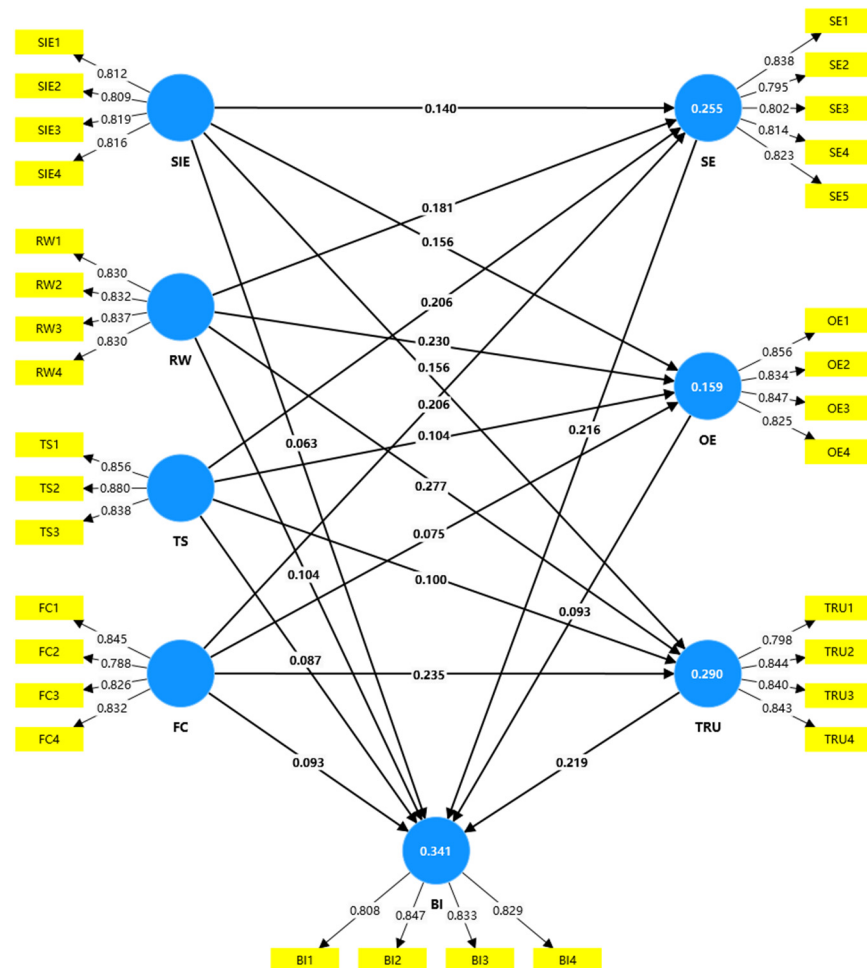 SE1
SIE1
0.838
SE2
0.812
SIE2
0.795
0.809
0.140
0.255
0.802
SE3
SIE3
0.819
0.814
0.816
SE4
SIE
SE
0.823
SIE4
SE5
0.181
RW1
0.156
0.830
RW2
0.832
0.206
OE1
RW3
0.837
0.856
0.830
0.230
OE2
RW
0.834
RW4
0.156
0.159
0.847
OE3
0.206
0.825
0.216
0.104
OE
TS1
0.063
OE4
0.856
TS2
0.880
0.277
0.838
TS3
TS
0.075
0.104
0.100
FC1
0.093
TRU1
0.845
0.798
FC2
0.788
0.087
0.844
TRU2
0.235
0.290
FC3
0.826
0.840
TRU3
0.832
0.843
FC
TRU
FC4
TRU4
0.093
0.219
0.341
BI
0.808
0.847
0.833
0.829
BI1
BI2
BI3
BI4